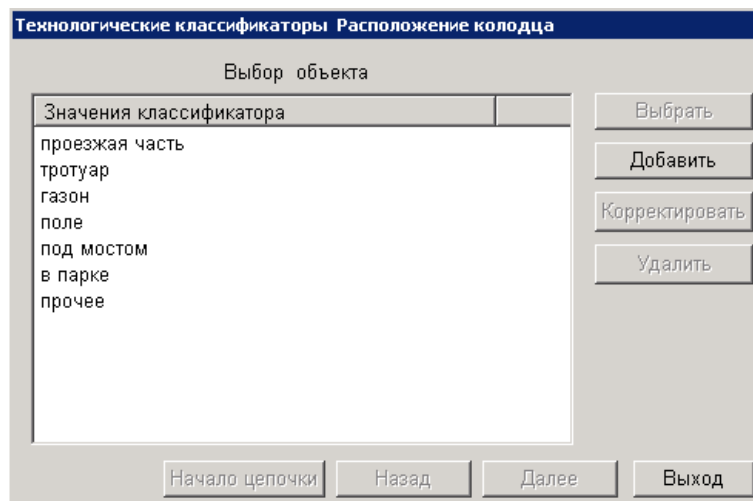 Технологические классификаторы Расположение колодца
Выбор объекта
Значения классификатора
проезжая часть
тротуар
газон
поле
под мостом
в парке
прочее
Выбрать
Добавить
Корректировать
Удалить
Начало цепочки Назад Далее Выход